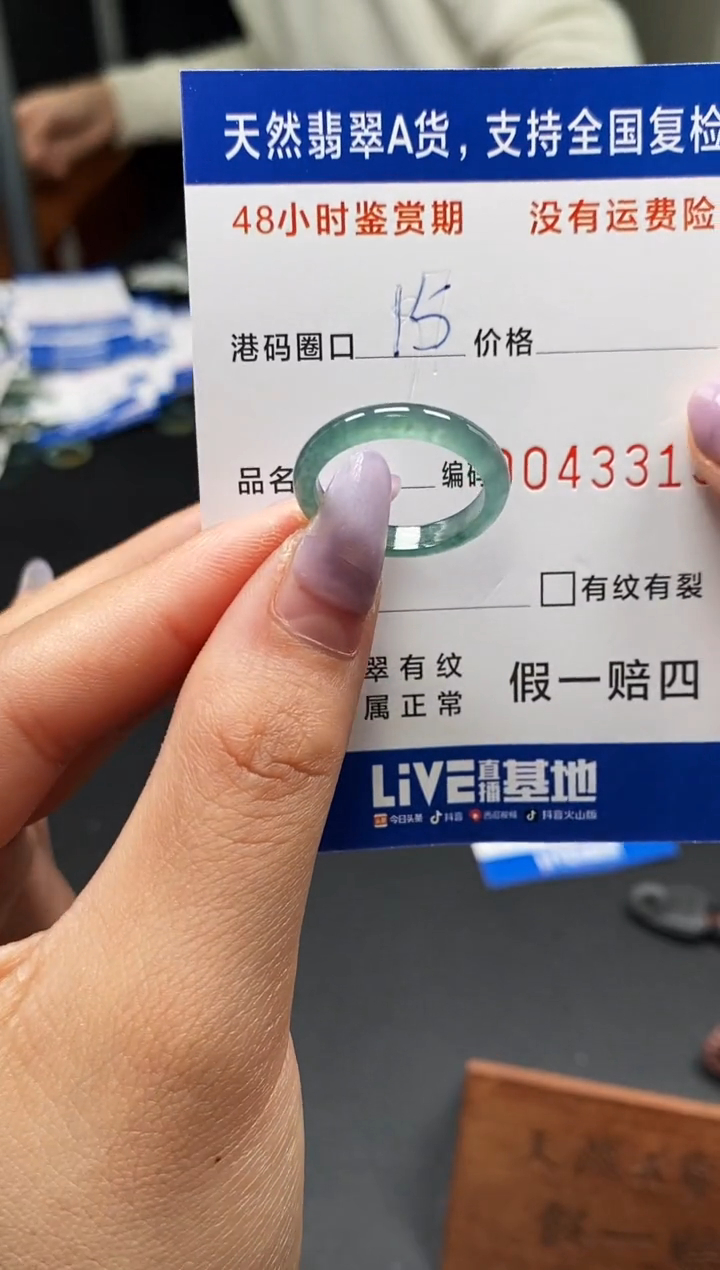 天然翡翠A货，支持全国复检
48小时鉴赏期 没有运费险
港码圈口 15 价格
品名 编码 004331
□有纹有裂
翠有纹 假一赔四
属正常
LiVE直播基地
今日头条 抖音 西瓜视频 抖音火山版